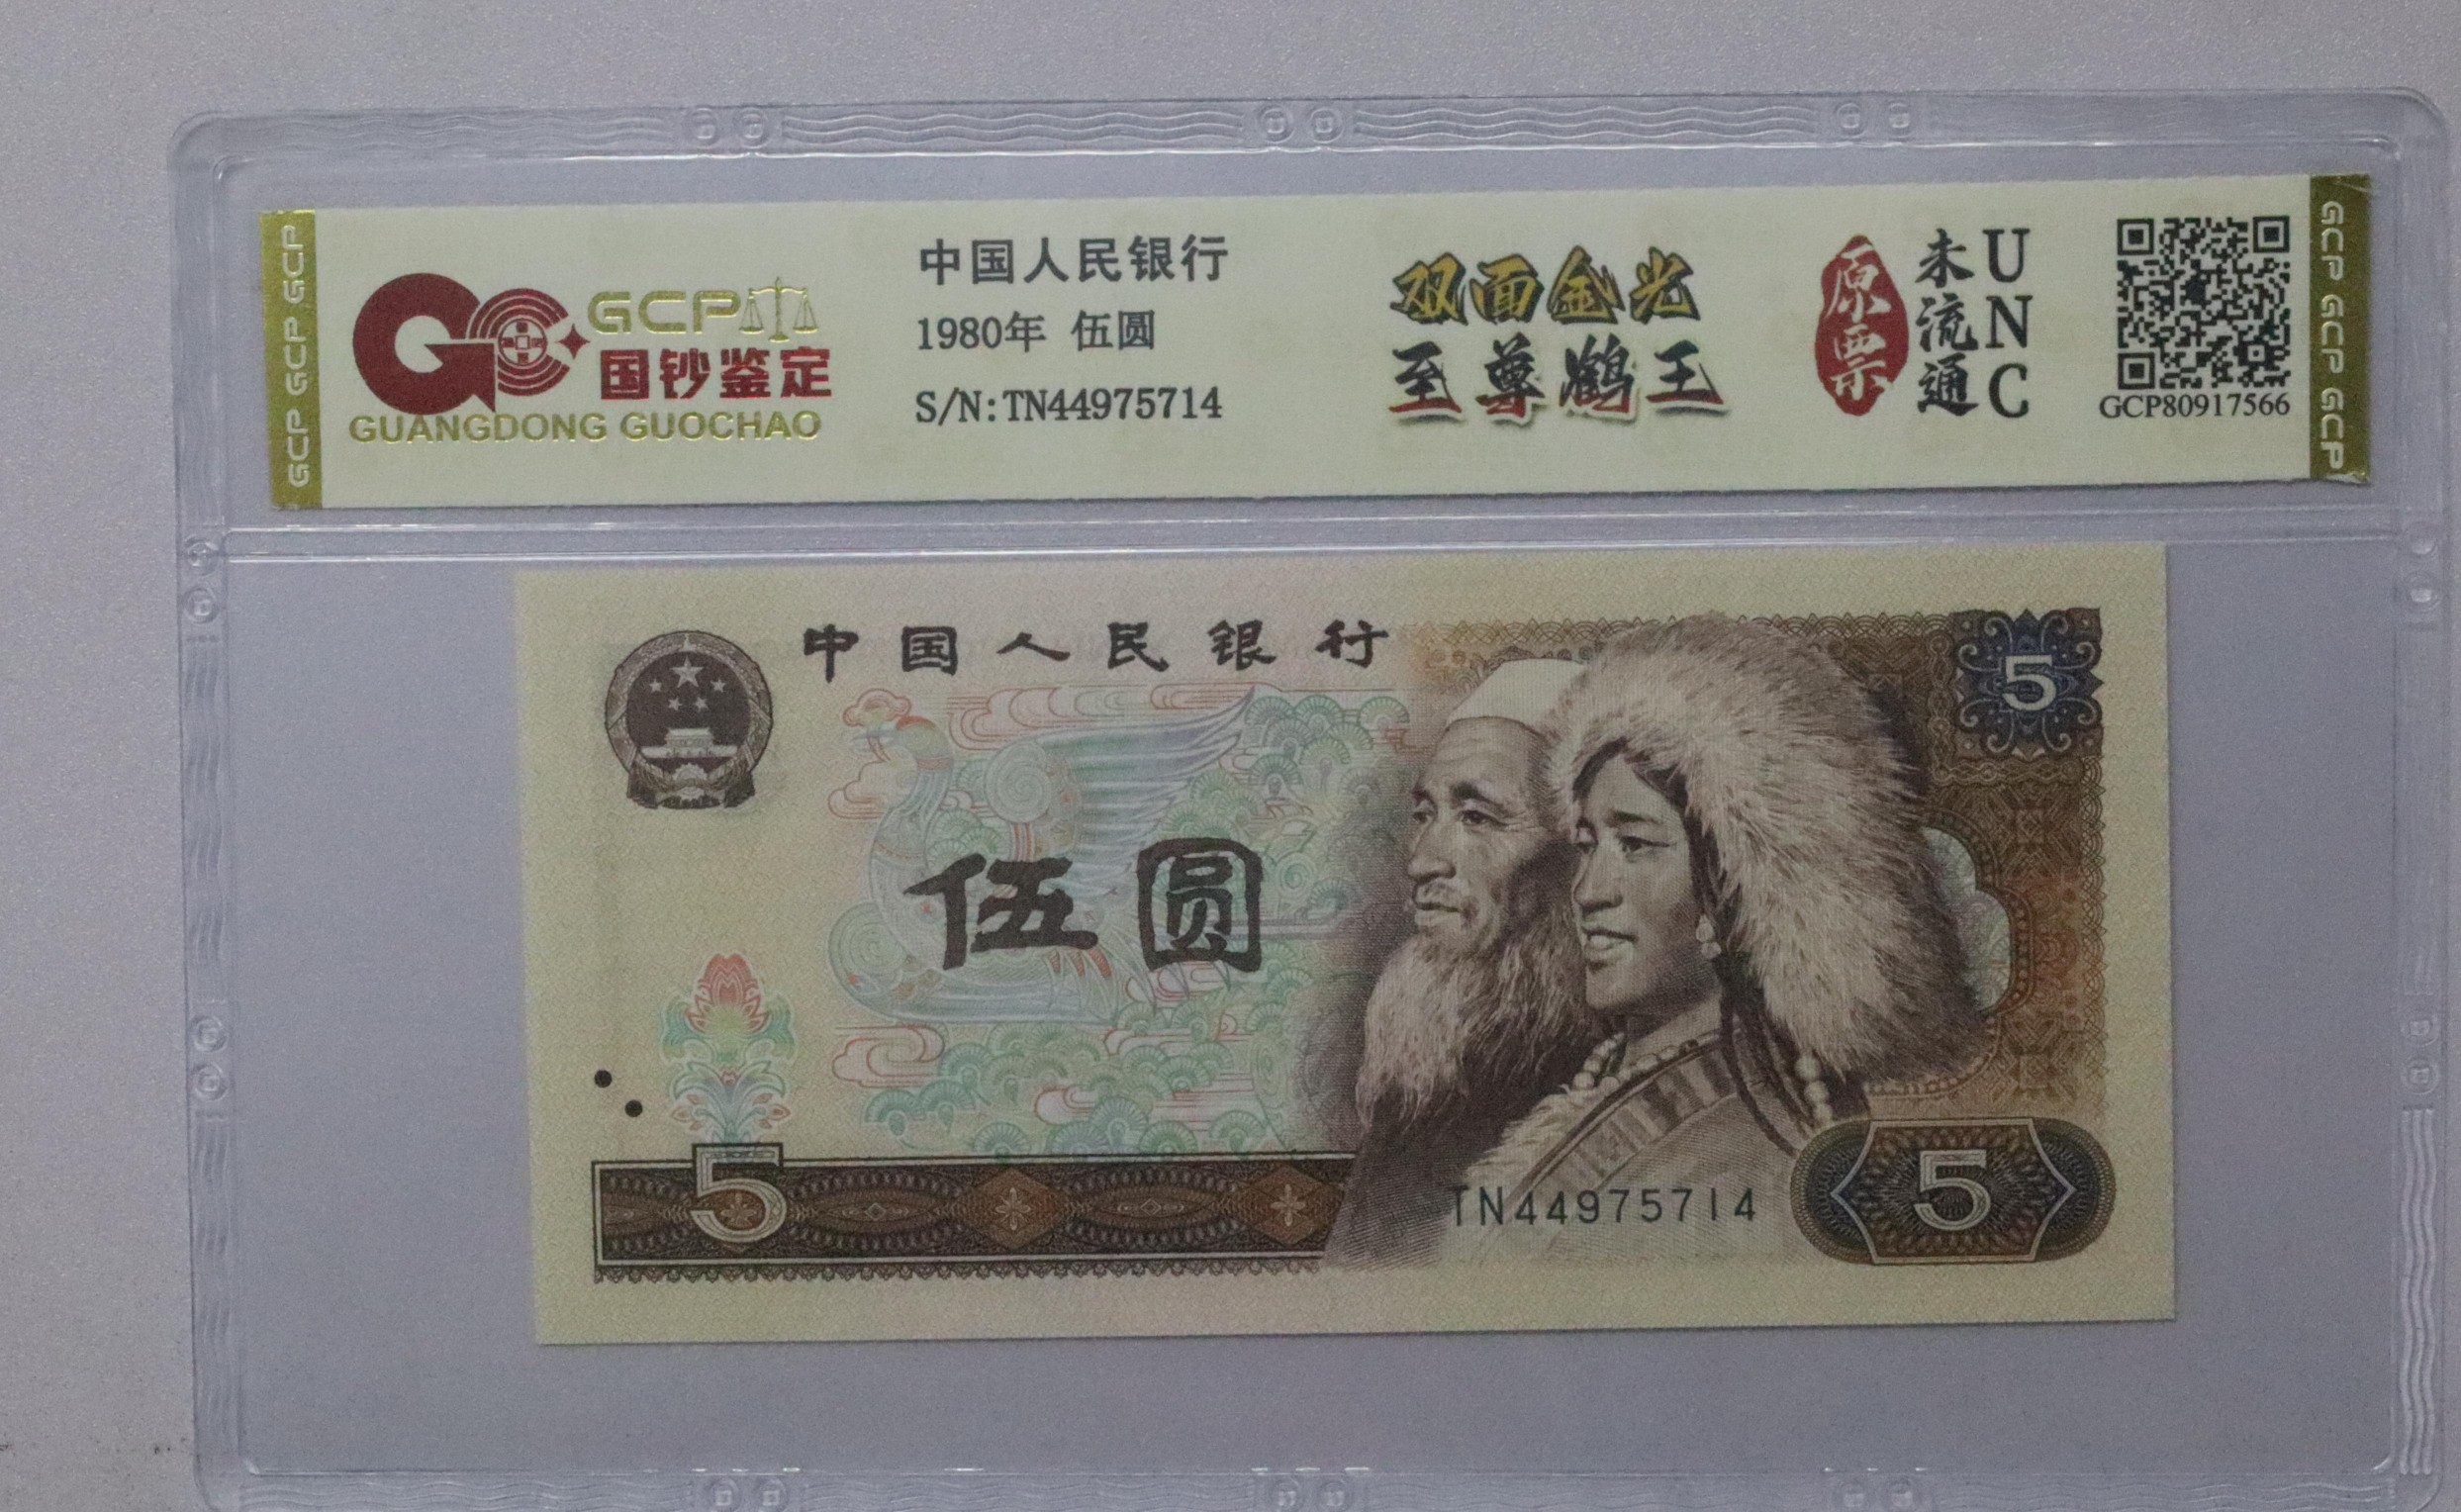 GCP GCP GCP
GCP
国钞鉴定
GUANGDONG GUOCHAO
中国人民银行
1980年 伍圆
S/N:TN44975714
双面金光
至尊鹤王
原票
未流通
UNC
GCP80917566
GCP GCP GCP
中国人民银行
5
伍圆
5
TN44975714
5